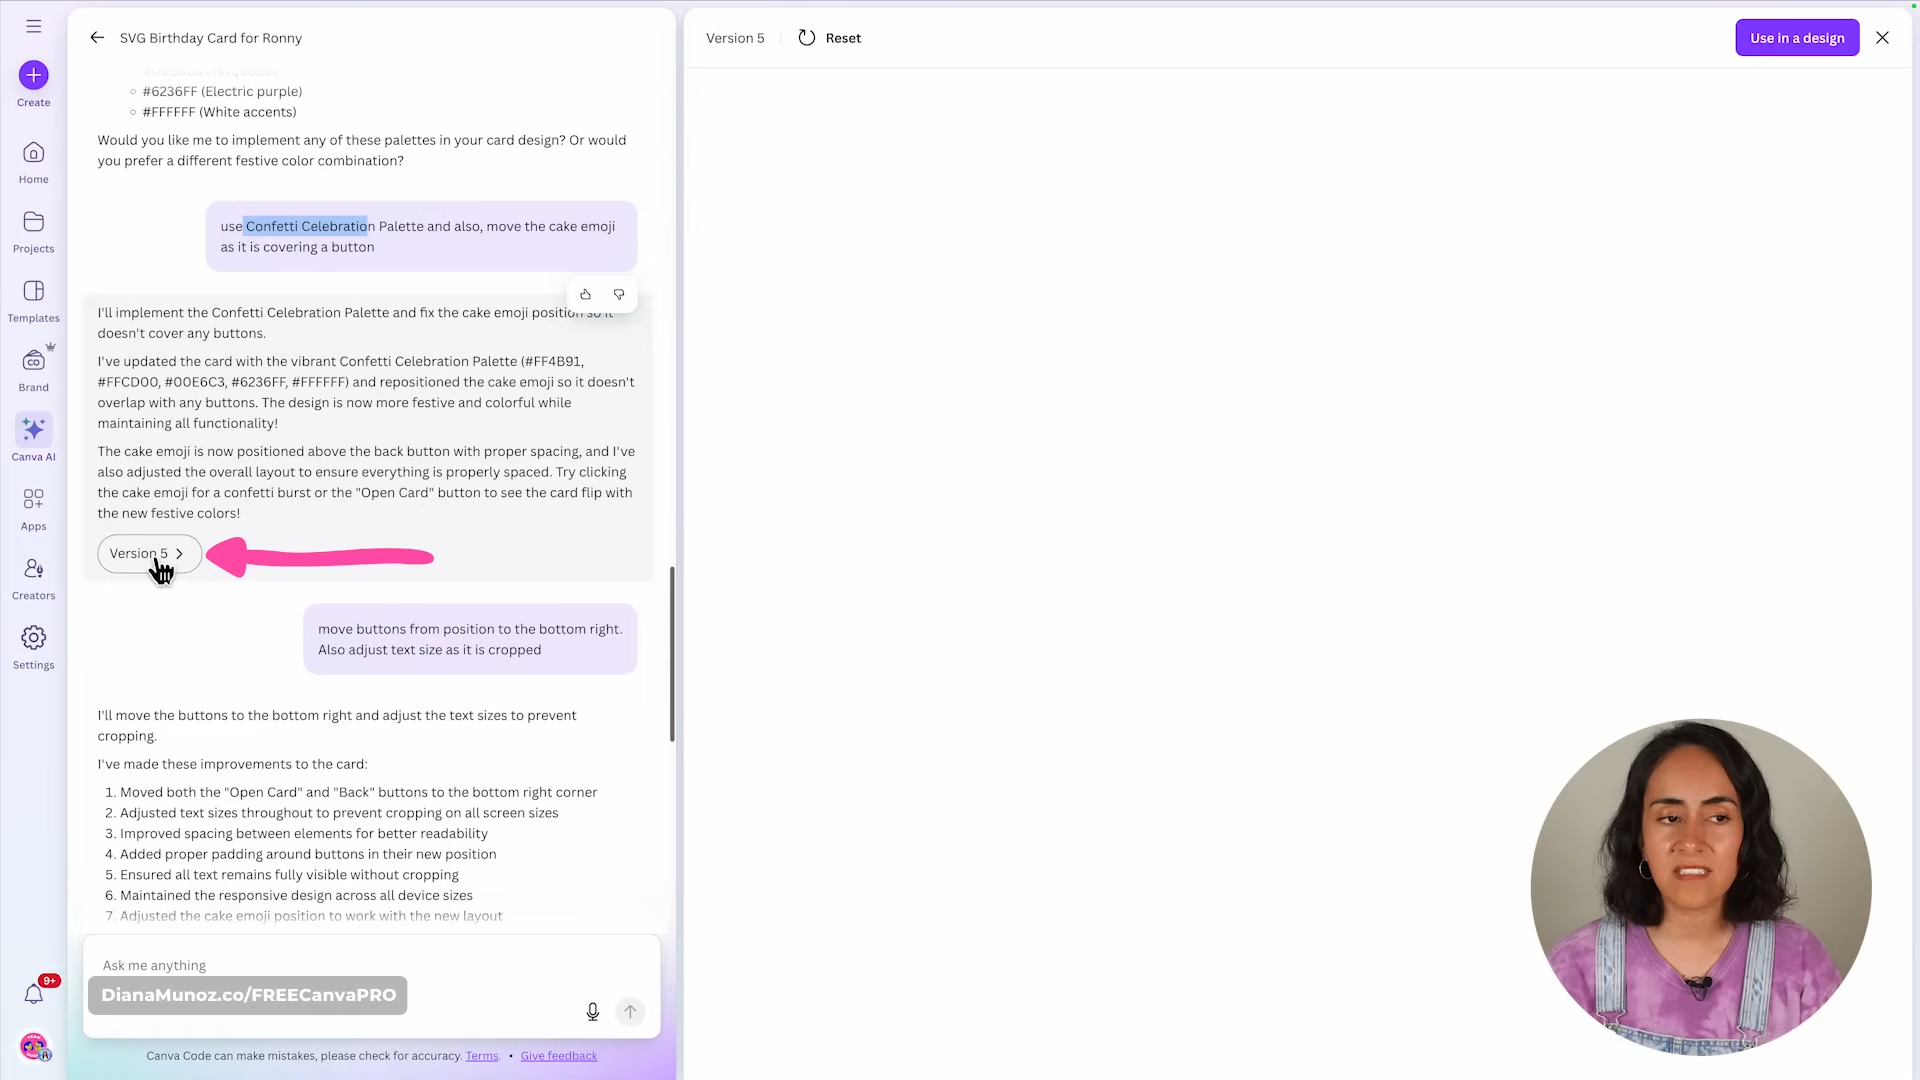 SVG Birthday Card for Ronny
Version 5
Reset
Use in a design
Create
Home
Projects
Templates
Brand
Canva AI
Apps
Creators
Settings
9+
#6236FF (Electric purple)
#FFFFFF (White accents)
Would you like me to implement any of these palettes in your card design? Or would
you prefer a different festive color combination?
use Confetti Celebration Palette and also, move the cake emoji
as it is covering a button
I'll implement the Confetti Celebration Palette and fix the cake emoji position so it
doesn't cover any buttons.
I've updated the card with the vibrant Confetti Celebration Palette (#FF4B91,
#FFCD00, #00E6C3, #6236FF, #FFFFFF) and repositioned the cake emoji so it doesn't
overlap with any buttons. The design is now more festive and colorful while
maintaining all functionality!
The cake emoji is now positioned above the back button with proper spacing, and I've
also adjusted the overall layout to ensure everything is properly spaced. Try clicking
the cake emoji for a confetti burst or the "Open Card" button to see the card flip with
the new festive colors!
Version 5
move buttons from position to the bottom right.
Also adjust text size as it is cropped
I'll move the buttons to the bottom right and adjust the text sizes to prevent
cropping.
I've made these improvements to the card:
1. Moved both the "Open Card" and "Back" buttons to the bottom right corner
2. Adjusted text sizes throughout to prevent cropping on all screen sizes
3. Improved spacing between elements for better readability
4. Added proper padding around buttons in their new position
5. Ensured all text remains fully visible without cropping
6. Maintained the responsive design across all device sizes
7. Adjusted the cake emoji position to work with the new layout
Ask me anything
DianaMunoz.co/FREECanvaPRO
Canva Code can make mistakes, please check for accuracy. Terms. • Give feedback